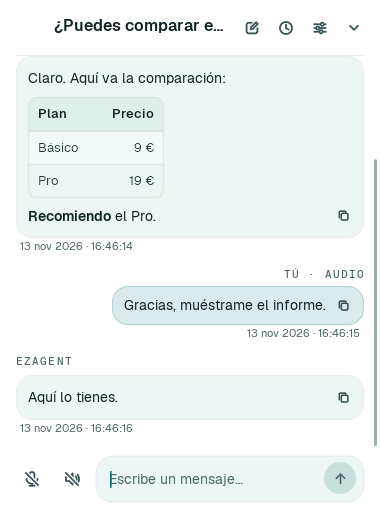 ¿Puedes comparar e...
Claro. Aquí va la comparación:
Plan Precio
Básico 9 €
Pro 19 €
Recomiendo el Pro.
13 nov 2026 · 16:46:14
TÚ · AUDIO
Gracias, muéstrame el informe.
13 nov 2026 · 16:46:15
EZAGENT
Aquí lo tienes.
13 nov 2026 · 16:46:16
Escribe un mensaje...